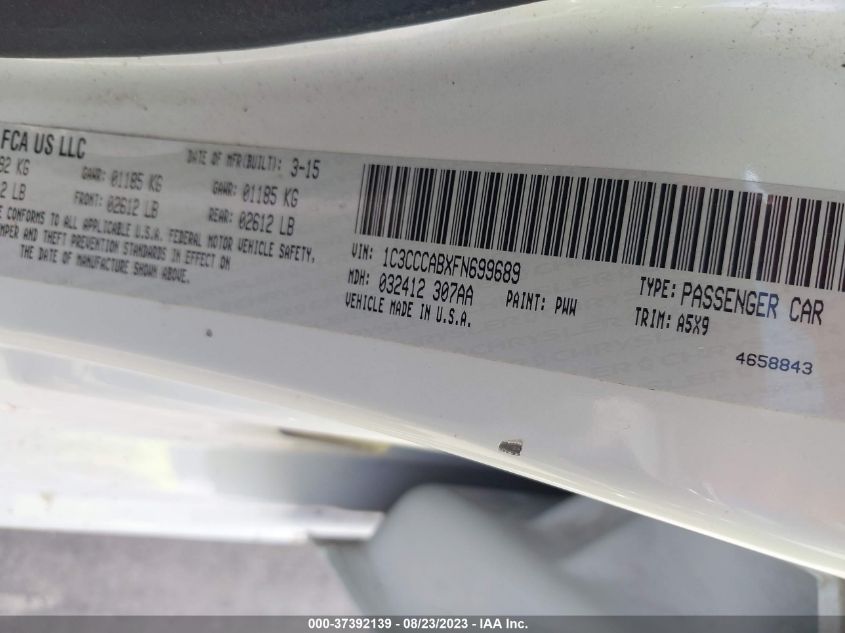 FCA US LLC
DATE OF MFR(BUILT): 3-15
KG GAWR: 01185 KG GAWR: 01185 KG
LB FRONT: 02612 LB REAR: 02612 LB
CONFORMS TO ALL APPLICABLE U.S.A. FEDERAL MOTOR VEHICLE SAFETY,
AND THEFT PREVENTION STANDARDS IN EFFECT ON
THE DATE OF MANUFACTURE SHOWN ABOVE.
VIN: 1C3CCCABXFN699689
MDH: 032412 307AA PAINT: PWW
VEHICLE MADE IN U.S.A.
TYPE: PASSENGER CAR
TRIM: A5X9
4658843
000-37392139 - 08/23/2023 - IAA Inc.